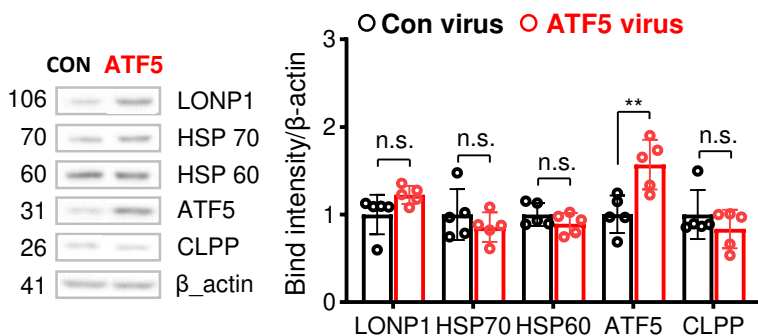 CON ATF5
106 LONP1
70 HSP 70
60 HSP 60
31 ATF5
26 CLPP
41 β_actin
Con virus ATF5 virus
Bind intensity/β-actin
3
2
1
0
n.s. n.s. n.s. ** n.s.
LONP1 HSP70 HSP60 ATF5 CLPP